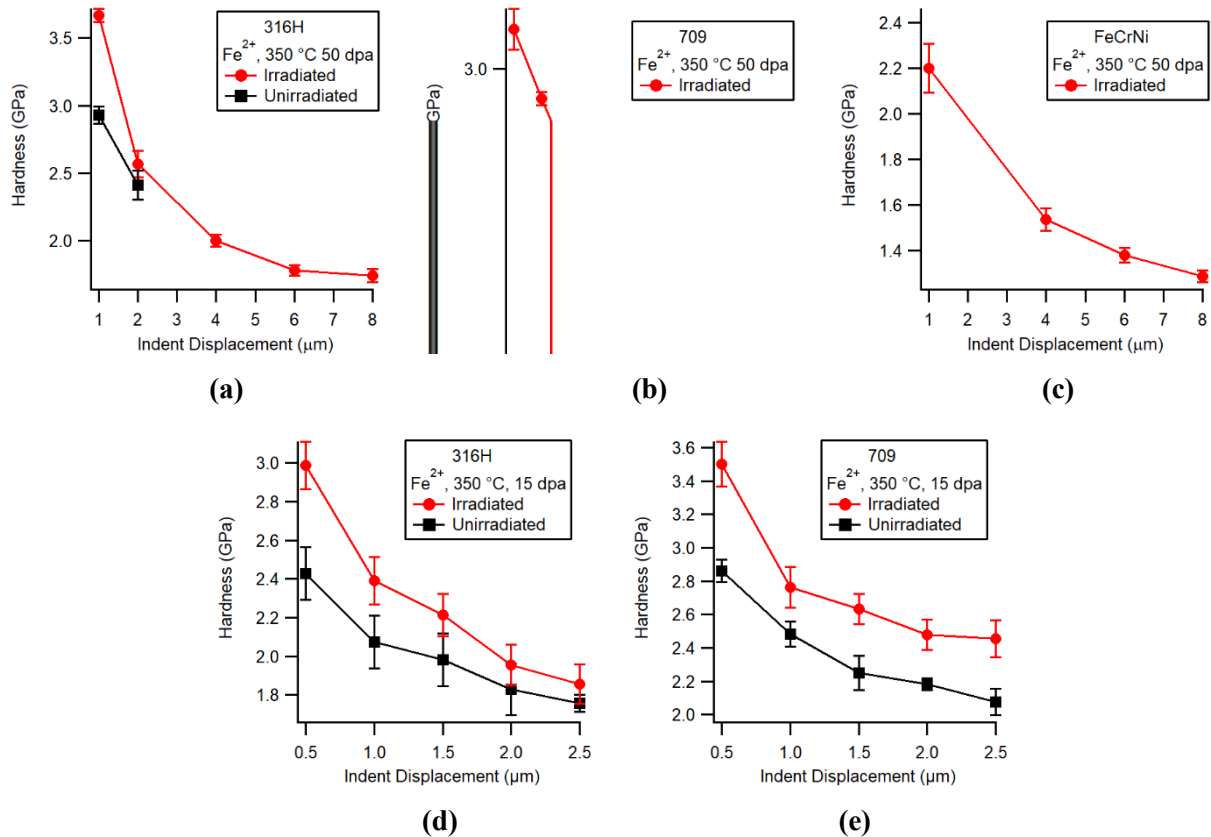 3.5
3.0
2.5
2.0
Hardness (GPa)
316H
Fe2+, 350 °C 50 dpa
Irradiated
Unirradiated
1 2 3 4 5 6 7 8
Indent Displacement (μm)
(a)
3.0
GPa)
709
Fe2+, 350 °C 50 dpa
Irradiated
(b)
2.4
2.2
2.0
1.8
1.6
1.4
Hardness (GPa)
FeCrNi
Fe2+, 350 °C 50 dpa
Irradiated
1 2 3 4 5 6 7 8
Indent Displacement (μm)
(c)
3.0
2.8
2.6
2.4
2.2
2.0
1.8
Hardness (GPa)
316H
Fe2+, 350 °C, 15 dpa
Irradiated
Unirradiated
0.5 1.0 1.5 2.0 2.5
Indent Displacement (μm)
(d)
3.6
3.4
3.2
3.0
2.8
2.6
2.4
2.2
2.0
Hardness (GPa)
709
Fe2+, 350 °C, 15 dpa
Irradiated
Unirradiated
0.5 1.0 1.5 2.0 2.5
Indent Displacement (μm)
(e)